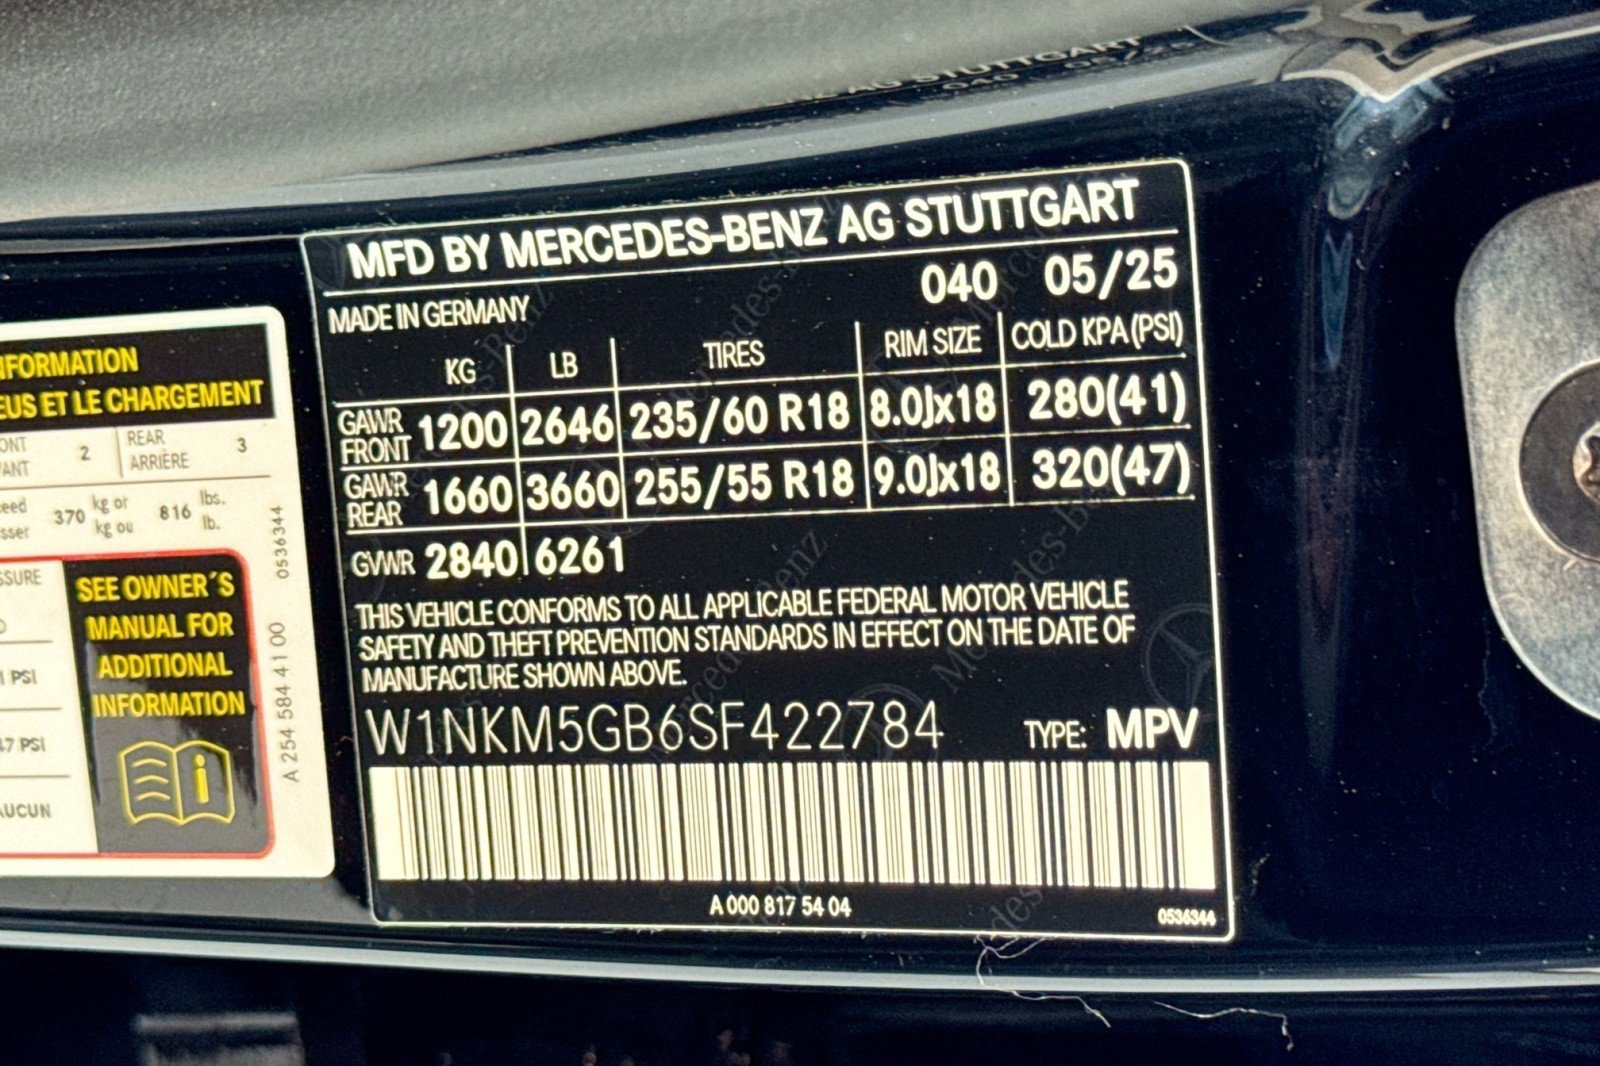 MFD BY MERCEDES-BENZ AG STUTTGART
040 05/25
MADE IN GERMANY
KG LB TIRES RIM SIZE COLD KPA (PSI)
GAWR FRONT 1200 2646 235/60 R18 8.0Jx18 280(41)
GAWR REAR 1660 3660 255/55 R18 9.0Jx18 320(47)
GVWR 2840 6261
THIS VEHICLE CONFORMS TO ALL APPLICABLE FEDERAL MOTOR VEHICLE
SAFETY AND THEFT PREVENTION STANDARDS IN EFFECT ON THE DATE OF
MANUFACTURE SHOWN ABOVE.
W1NKM5GB6SF422784 TYPE: MPV
A 000 817 54 04
0536344
ET LE CHARGEMENT
2 REAR 3
ARRIÈRE
370 kg or 816 lbs.
kg ou lb.
0536344
A 254 584 41 00
SEE OWNER´S
MANUAL FOR
ADDITIONAL
INFORMATION
PSI
PSI